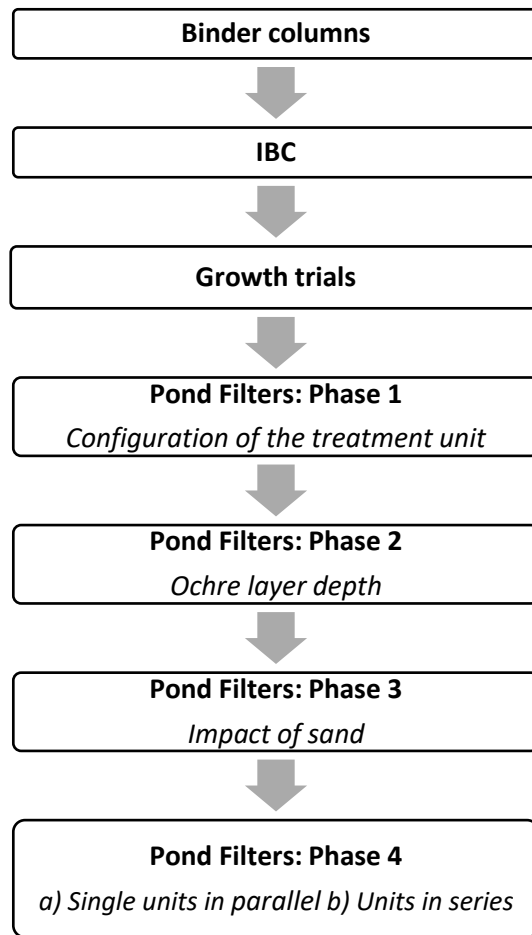 Binder columns
IBC
Growth trials
Pond Filters: Phase 1
Configuration of the treatment unit
Pond Filters: Phase 2
Ochre layer depth
Pond Filters: Phase 3
Impact of sand
Pond Filters: Phase 4
a) Single units in parallel b) Units in series